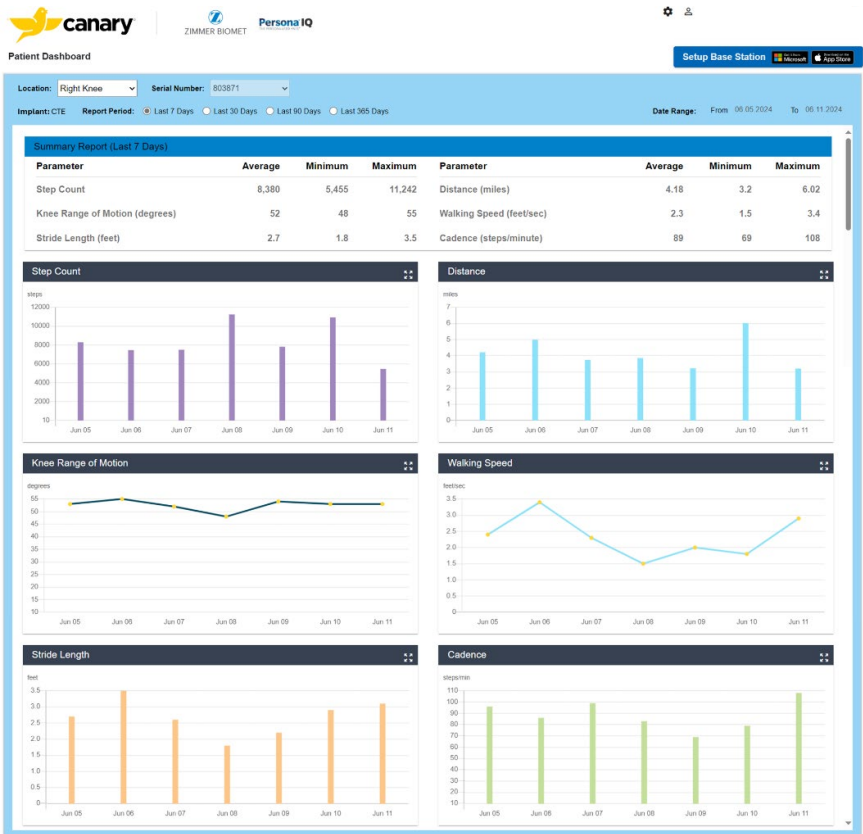 canary
ZIMMER BIOMET
Persona IQ
Patient Dashboard
Setup Base Station
Microsoft
App Store
Location: Right Knee Serial Number: 803871
Implant: CTE Report Period: Last 7 Days Last 30 Days Last 90 Days Last 365 Days Date Range: From 06.05.2024 To 06.11.2024
Summary Report (Last 7 Days)
Parameter Average Minimum Maximum Parameter Average Minimum Maximum
Step Count 8,380 5,455 11,242 Distance (miles) 4.18 3.2 6.02
Knee Range of Motion (degrees) 52 48 55 Walking Speed (feet/sec) 2.3 1.5 3.4
Stride Length (feet) 2.7 1.8 3.5 Cadence (steps/minute) 89 69 108
Step Count
steps
12000
10000
8000
6000
4000
2000
10
Jun 05 Jun 06 Jun 07 Jun 08 Jun 09 Jun 10 Jun 11
Distance
miles
7
6
5
4
3
2
1
0
Jun 05 Jun 06 Jun 07 Jun 08 Jun 09 Jun 10 Jun 11
Knee Range of Motion
degrees
55
50
45
40
35
30
25
20
15
10
Jun 05 Jun 06 Jun 07 Jun 08 Jun 09 Jun 10 Jun 11
Walking Speed
feet/sec
3.5
3.0
2.5
2.0
1.5
1.0
0.5
0
Jun 05 Jun 06 Jun 07 Jun 08 Jun 09 Jun 10 Jun 11
Stride Length
feet
3.5
3.0
2.5
2.0
1.5
1.0
0.5
0
Jun 05 Jun 06 Jun 07 Jun 08 Jun 09 Jun 10 Jun 11
Cadence
steps/min
110
100
90
80
70
60
50
40
30
20
10
Jun 05 Jun 06 Jun 07 Jun 08 Jun 09 Jun 10 Jun 11